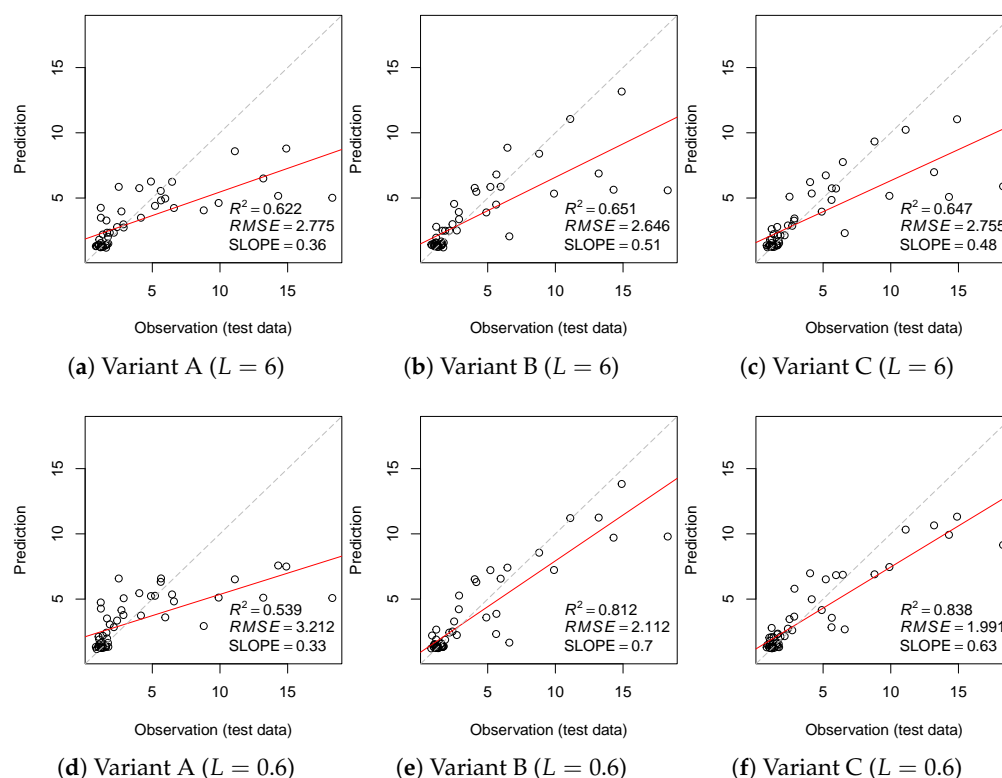 15
10
5
Prediction
R² = 0.622
RMSE = 2.775
SLOPE = 0.36
5 10 15
Observation (test data)
(a) Variant A (L = 6)
15
10
5
Prediction
R² = 0.651
RMSE = 2.646
SLOPE = 0.51
5 10 15
Observation (test data)
(b) Variant B (L = 6)
15
10
5
Prediction
R² = 0.647
RMSE = 2.755
SLOPE = 0.48
5 10 15
Observation (test data)
(c) Variant C (L = 6)
15
10
5
Prediction
R² = 0.539
RMSE = 3.212
SLOPE = 0.33
5 10 15
Observation (test data)
(d) Variant A (L = 0.6)
15
10
5
Prediction
R² = 0.812
RMSE = 2.112
SLOPE = 0.7
5 10 15
Observation (test data)
(e) Variant B (L = 0.6)
15
10
5
Prediction
R² = 0.838
RMSE = 1.991
SLOPE = 0.63
5 10 15
Observation (test data)
(f) Variant C (L = 0.6)